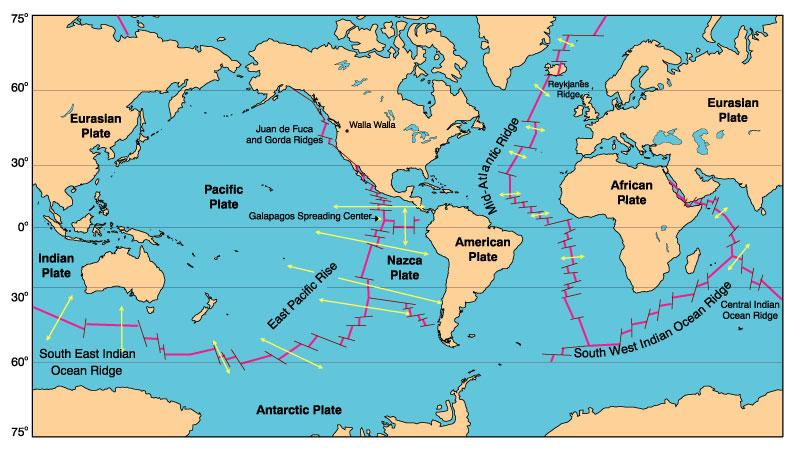 75°
60°
30°
0°
30°
60°
75°
Eurasian
Plate
Juan de Fuca
and Gorda Ridges
Walla Walla
Reykjanes
Ridge
Eurasian
Plate
Mid-Atlantic Ridge
Pacific
Plate
African
Plate
Galapagos Spreading Center
American
Plate
Indian
Plate
Nazca
Plate
East Pacific Rise
Central Indian
Ocean Ridge
South West Indian Ocean Ridge
South East Indian
Ocean Ridge
Antarctic Plate